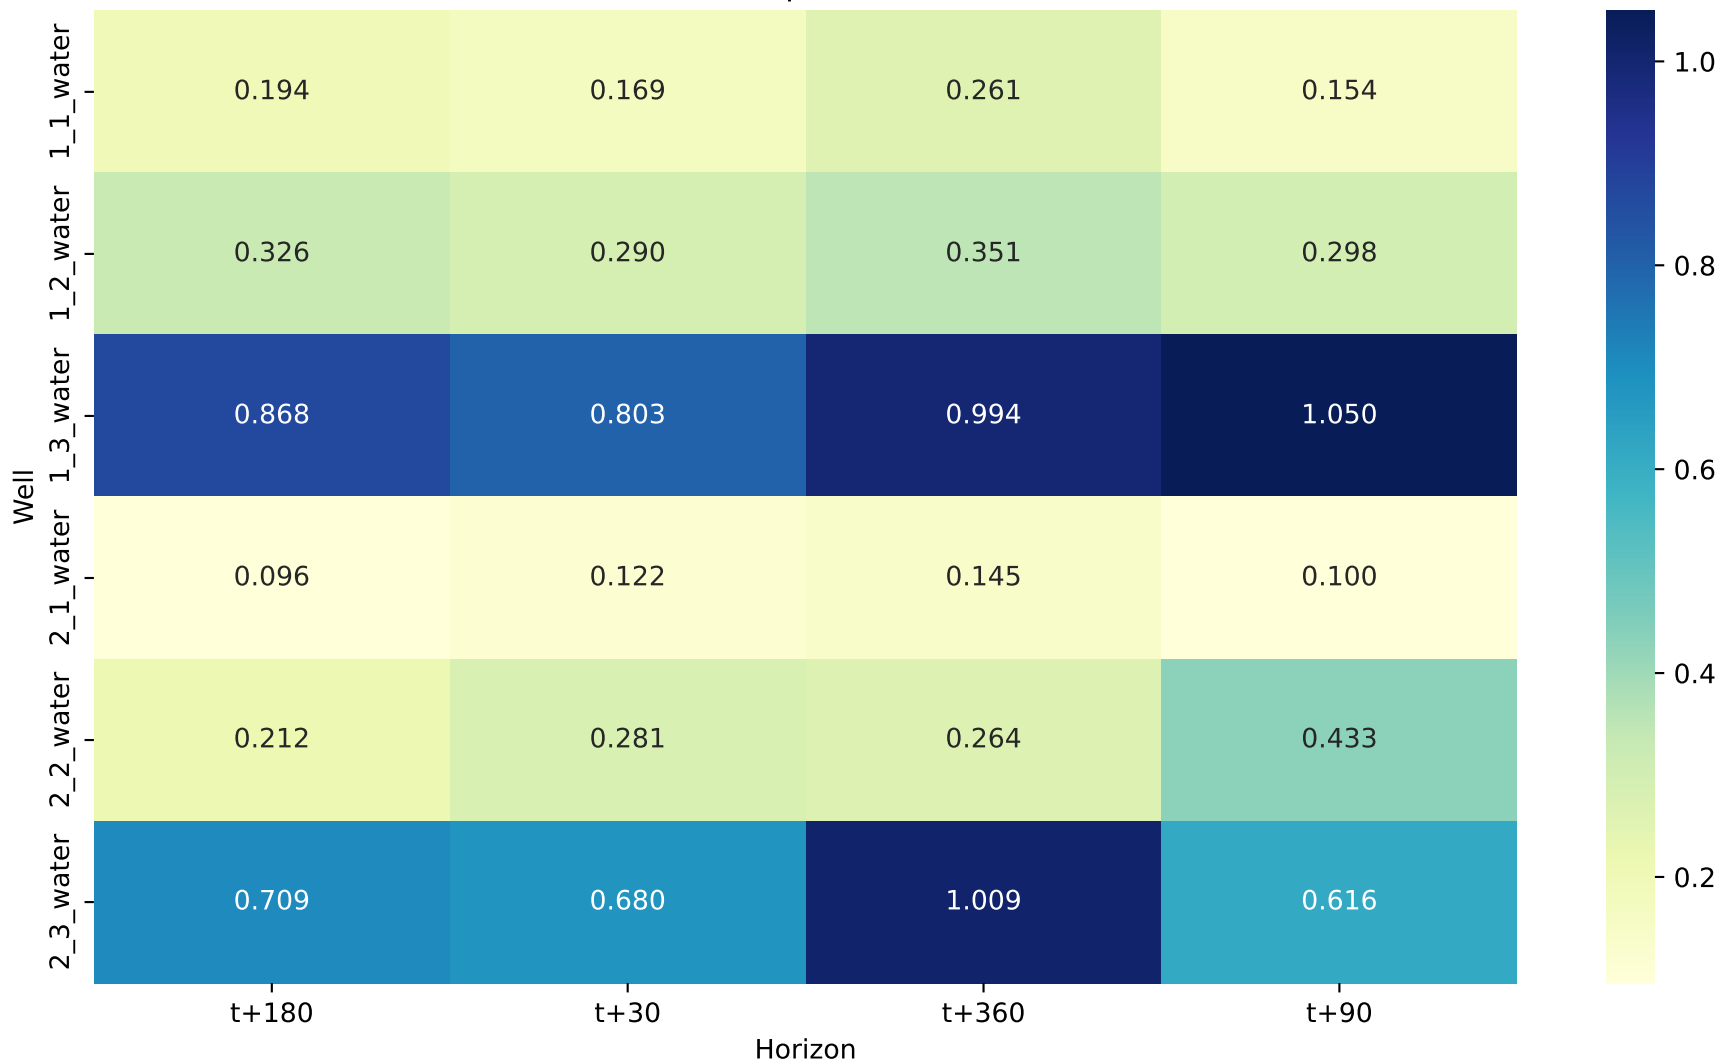 1_1_water 0.194 0.169 0.261 0.154
1_2_water 0.326 0.290 0.351 0.298
1_3_water 0.868 0.803 0.994 1.050
2_1_water 0.096 0.122 0.145 0.100
2_2_water 0.212 0.281 0.264 0.433
2_3_water 0.709 0.680 1.009 0.616
Well
t+180 t+30 t+360 t+90
Horizon
1.0
0.8
0.6
0.4
0.2